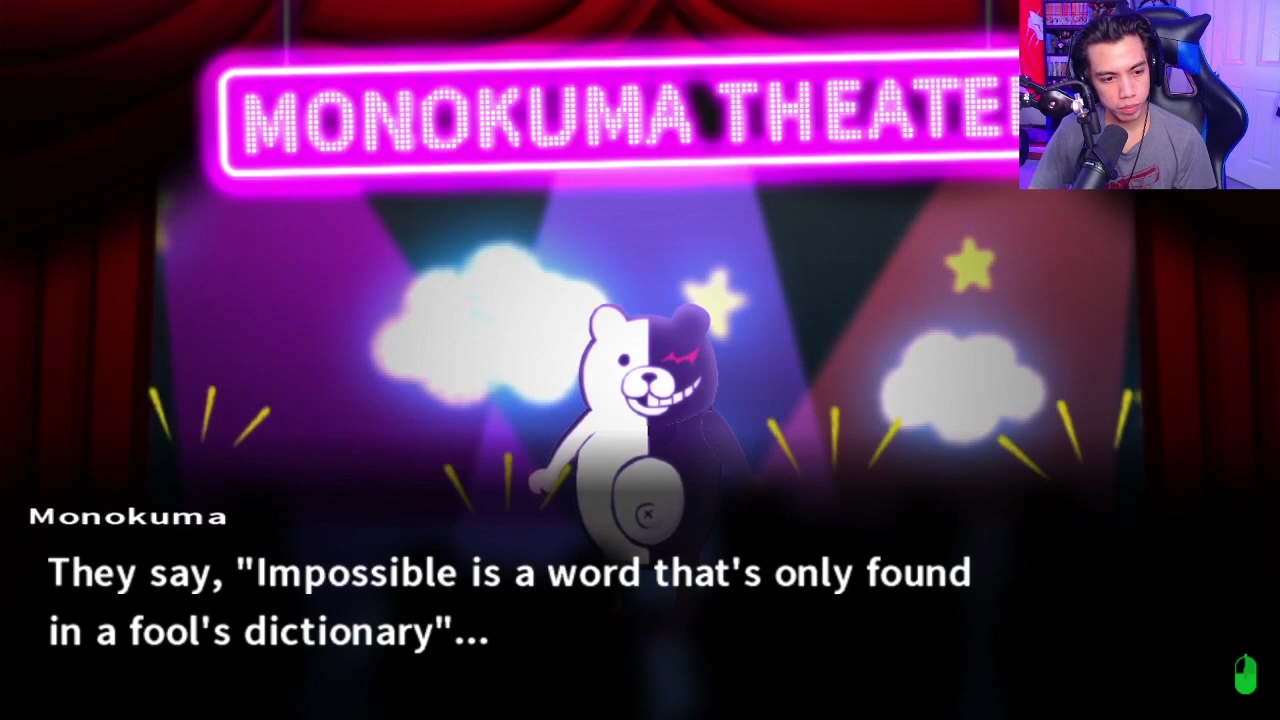 MONOKUMA THEATE
Monokuma
They say, "Impossible is a word that's only found
in a fool's dictionary"...